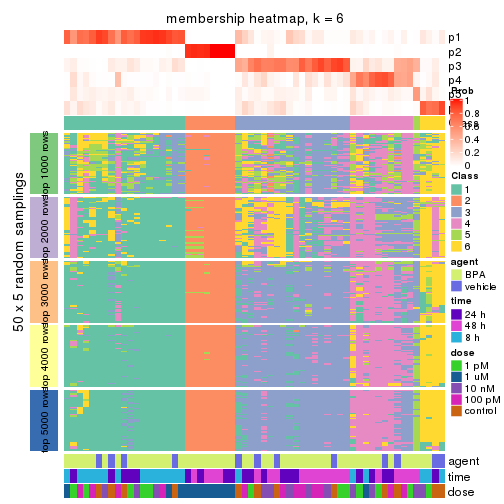 membership heatmap, k = 6
p1
p2
p3
p4
p5
Prob
1
0.8
0.6
0.4
0.2
0
Class
1
2
3
4
5
6
agent
BPA
vehicle
time
24 h
48 h
8 h
dose
1 pM
1 uM
10 nM
100 pM
control
50 x 5 random samplings
top 1000 rows
top 2000 rows
top 3000 rows
top 4000 rows
top 5000 rows
agent
time
dose